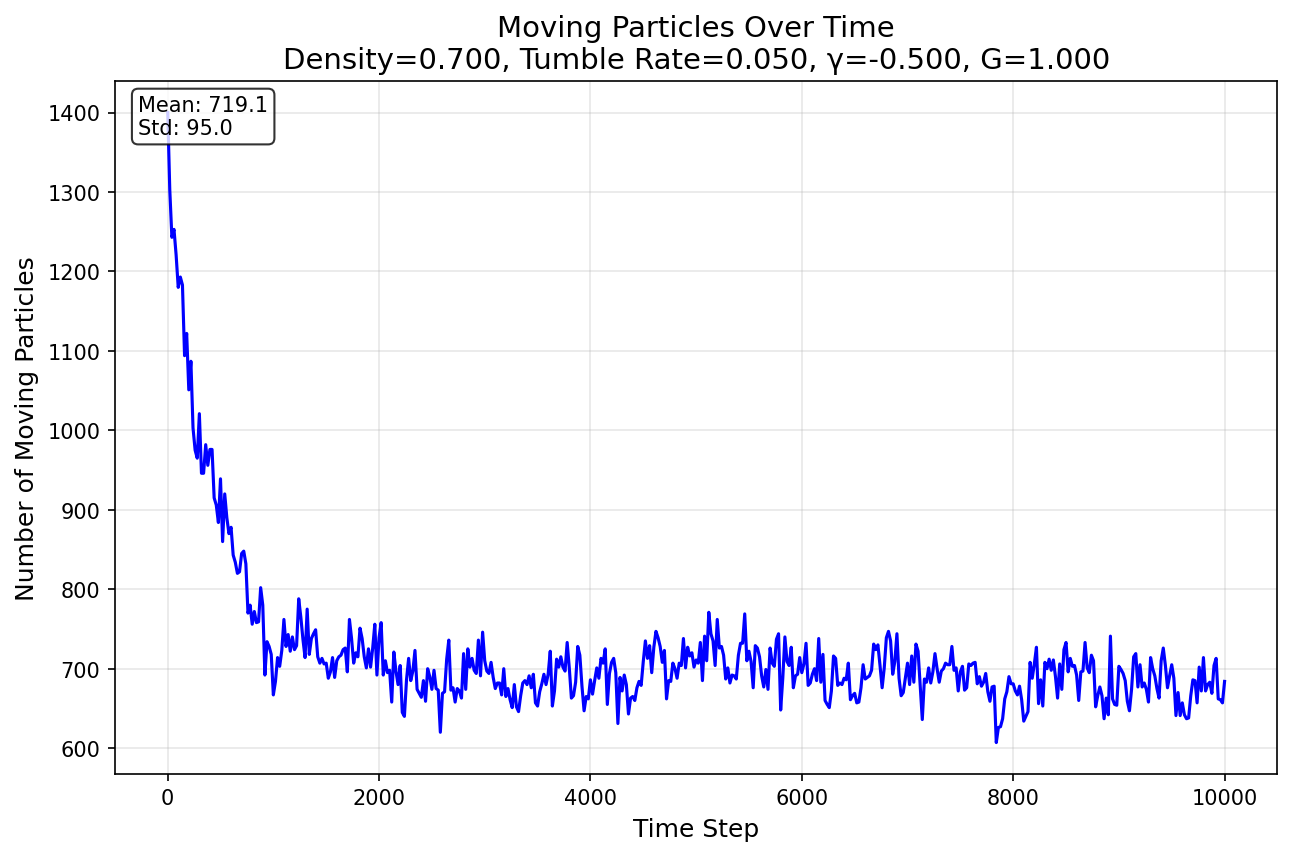 Moving Particles Over Time
Density=0.700, Tumble Rate=0.050, γ=-0.500, G=1.000
Mean: 719.1
Std: 95.0
1400
1300
1200
1100
1000
900
800
700
600
Number of Moving Particles
0
2000
4000
6000
8000
10000
Time Step